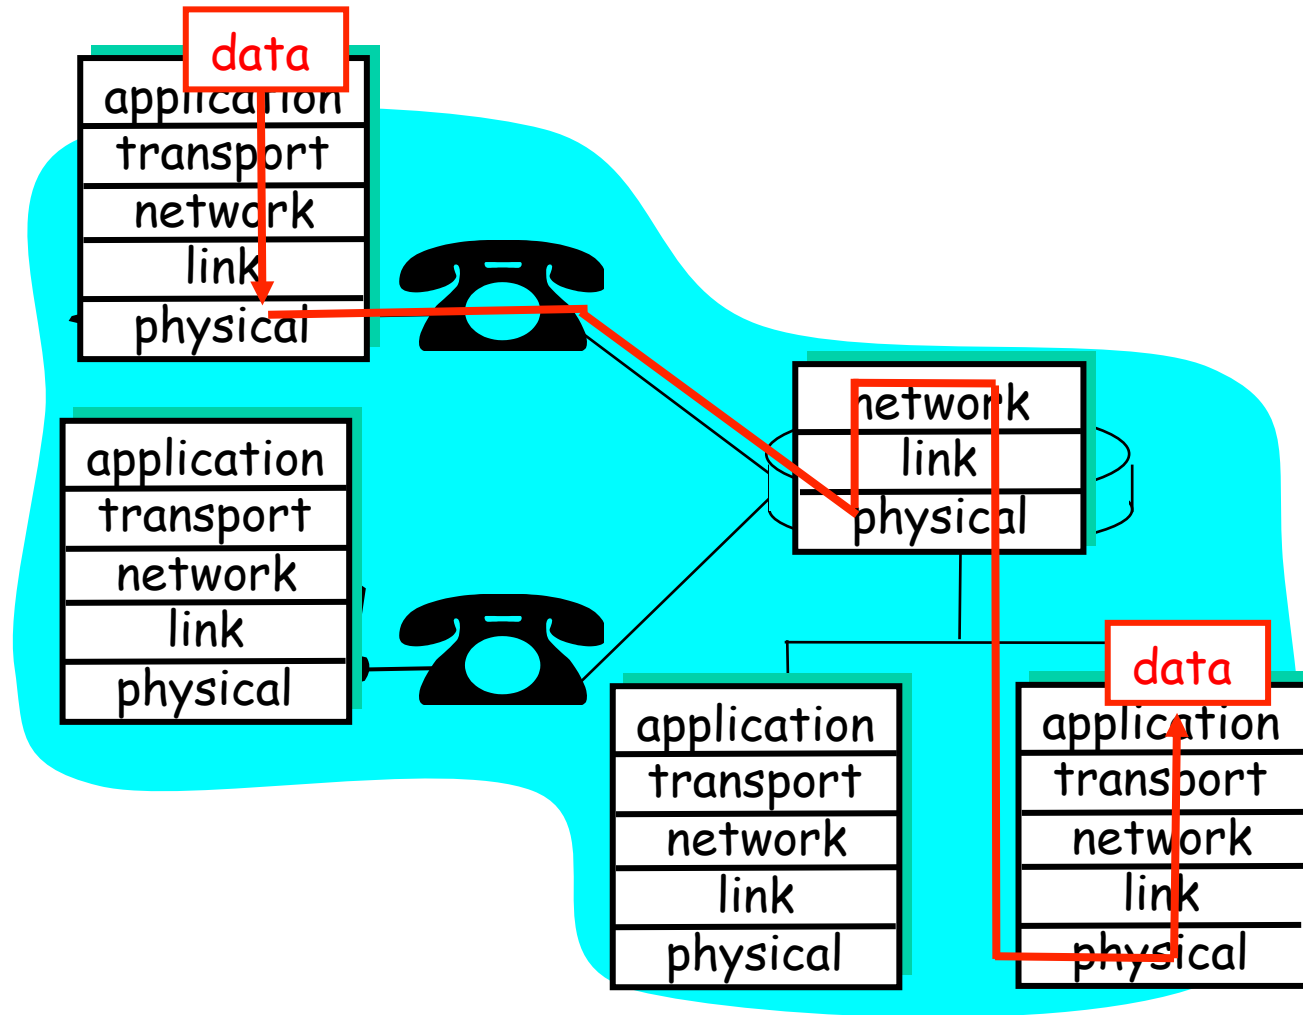 data
application
transport
network
link
physical
application
transport
network
link
physical
network
link
physical
application
transport
network
link
physical
data
application
transport
network
link
physical